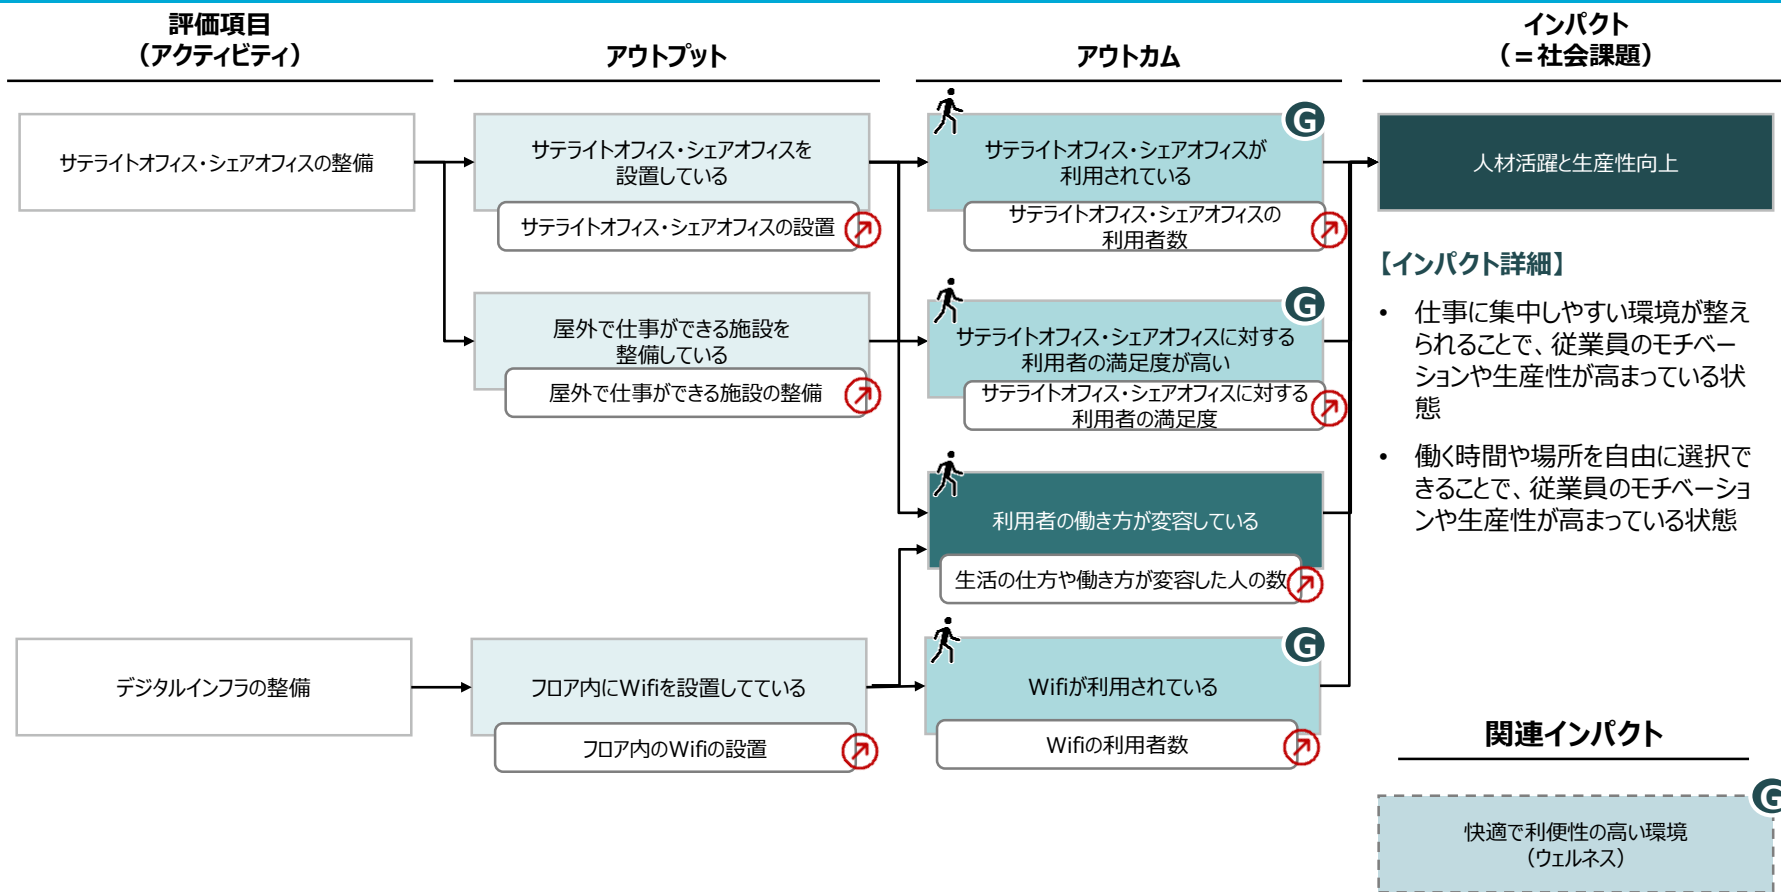 評価項目
（アクティビティ）
アウトプット
アウトカム
インパクト
（＝社会課題）
サテライトオフィス・シェアオフィスの整備
サテライトオフィス・シェアオフィスを
設置している
サテライトオフィス・シェアオフィスの設置
G
サテライトオフィス・シェアオフィスが
利用されている
サテライトオフィス・シェアオフィスの
利用者数
人材活躍と生産性向上
屋外で仕事ができる施設を
整備している
屋外で仕事ができる施設の整備
G
サテライトオフィス・シェアオフィスに対する
利用者の満足度が高い
サテライトオフィス・シェアオフィスに対する
利用者の満足度
利用者の働き方が変容している
生活の仕方や働き方が変容した人の数
デジタルインフラの整備
フロア内にWifiを設置してている
フロア内のWifiの設置
G
Wifiが利用されている
Wifiの利用者数
【インパクト詳細】
• 仕事に集中しやすい環境が整え
られることで、従業員のモチベー
ションや生産性が高まっている状
態
• 働く時間や場所を自由に選択で
きることで、従業員のモチベーショ
ンや生産性が高まっている状態
関連インパクト
G
快適で利便性の高い環境
（ウェルネス）